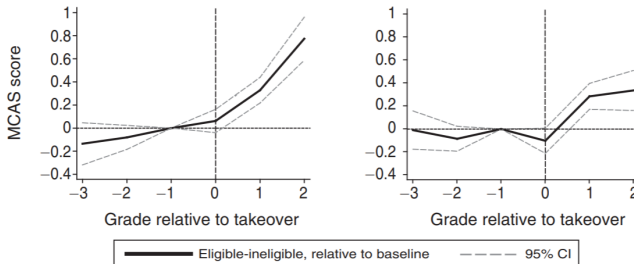 1
0.8
0.6
0.4
0.2
0
−0.2
−0.4
MCAS score
−3 −2 −1 0 1 2
Grade relative to takeover
1
0.8
0.6
0.4
0.2
0
−0.2
−0.4
−3 −2 −1 0 1 2
Grade relative to takeover
Eligible-ineligible, relative to baseline 95% CI